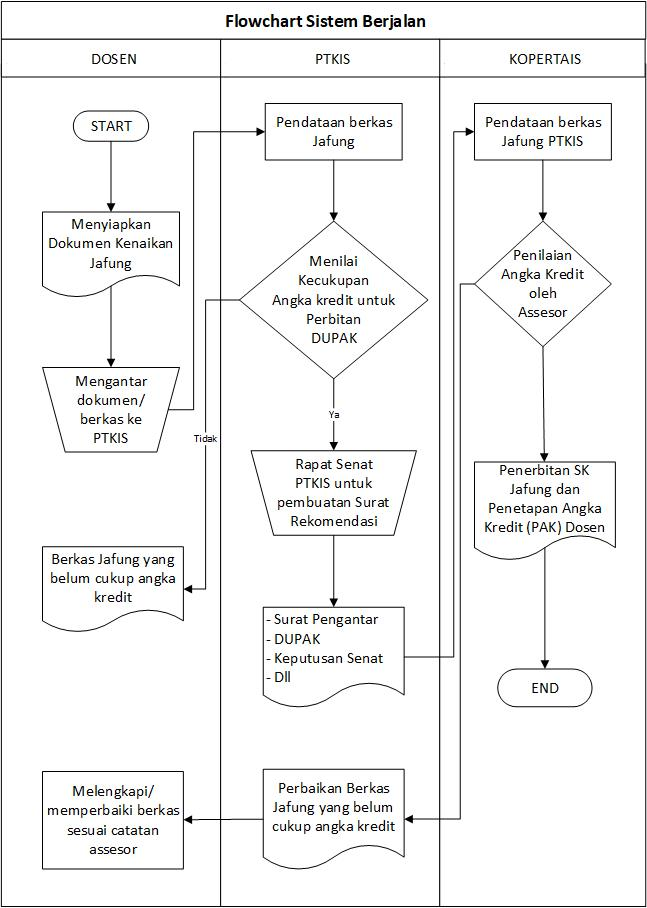 Flowchart Sistem Berjalan
DOSEN
PTKIS
KOPERTAIS
START
Menyiapkan
Dokumen Kenaikan
Jafung
Mengantar
dokumen/
berkas ke
PTKIS
Tidak
Berkas Jafung yang
belum cukup angka
kredit
Melengkapi/
memperbaiki berkas
sesuai catatan
assesor
Pendataan berkas
Jafung
Menilai
Kecukupan
Angka kredit untuk
Perbitan
DUPAK
Ya
Rapat Senat
PTKIS untuk
pembuatan Surat
Rekomendasi
- Surat Pengantar
- DUPAK
- Keputusan Senat
- Dll
Perbaikan Berkas
Jafung yang belum
cukup angka kredit
Pendataan berkas
Jafung PTKIS
Penilaian
Angka Kredit
oleh
Assesor
Penerbitan SK
Jafung dan
Penetapan Angka
Kredit (PAK) Dosen
END